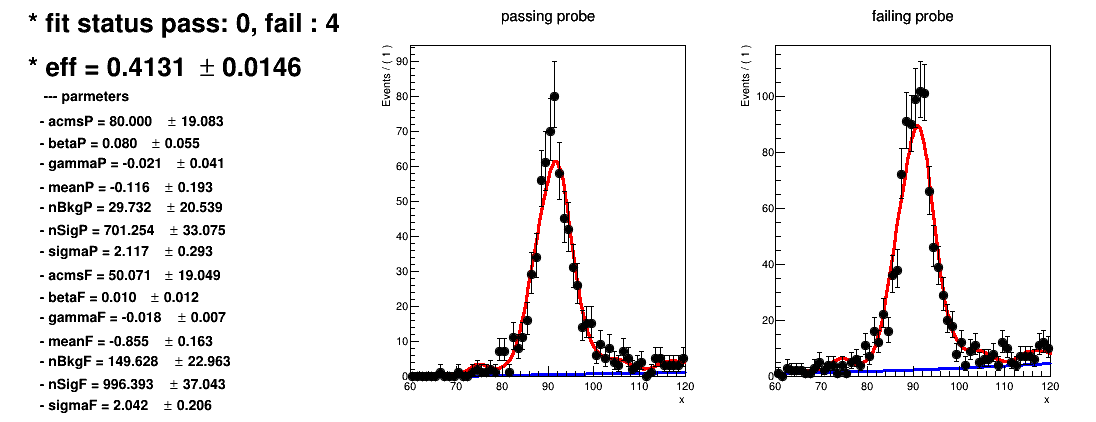 * fit status pass: 0, fail : 4
* eff = 0.4131 ± 0.0146
--- parmeters
- acmsP = 80.000 ± 19.083
- betaP = 0.080 ± 0.055
- gammaP = -0.021 ± 0.041
- meanP = -0.116 ± 0.193
- nBkgP = 29.732 ± 20.539
- nSigP = 701.254 ± 33.075
- sigmaP = 2.117 ± 0.293
- acmsF = 50.071 ± 19.049
- betaF = 0.010 ± 0.012
- gammaF = -0.018 ± 0.007
- meanF = -0.855 ± 0.163
- nBkgF = 149.628 ± 22.963
- nSigF = 996.393 ± 37.043
- sigmaF = 2.042 ± 0.206
passing probe
Events / ( 1 )
90
80
70
60
50
40
30
20
10
0
60 70 80 90 100 110 120
x
failing probe
Events / ( 1 )
100
80
60
40
20
0
60 70 80 90 100 110 120
x